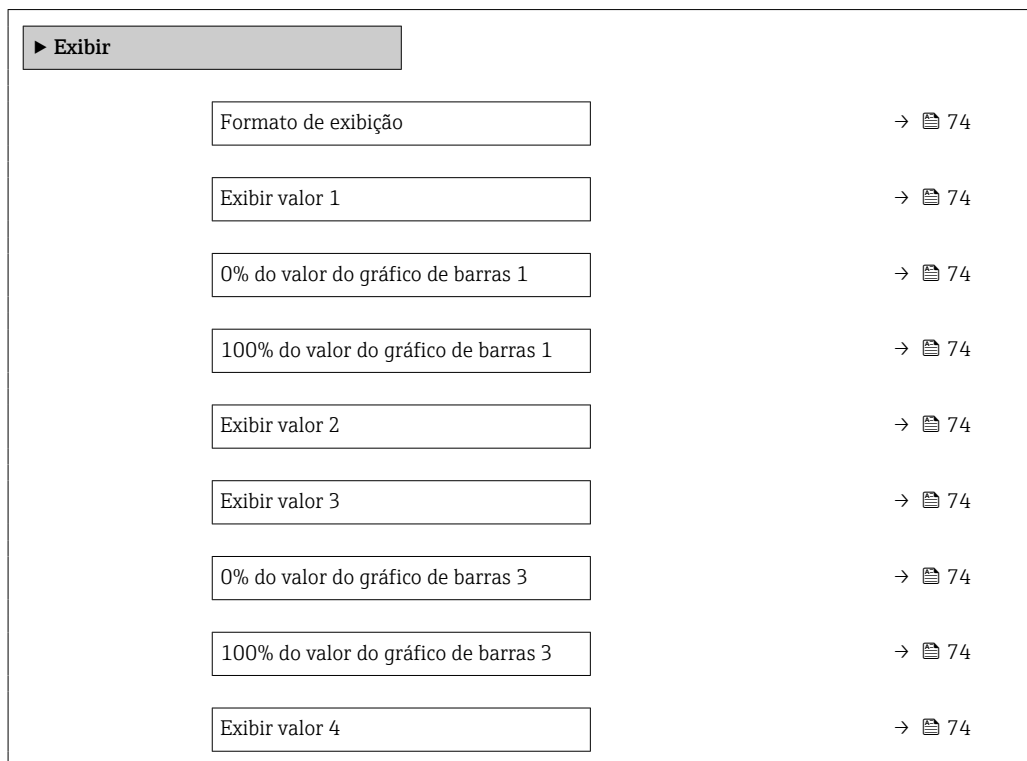 ► Exibir
Formato de exibição → 74
Exibir valor 1 → 74
0% do valor do gráfico de barras 1 → 74
100% do valor do gráfico de barras 1 → 74
Exibir valor 2 → 74
Exibir valor 3 → 74
0% do valor do gráfico de barras 3 → 74
100% do valor do gráfico de barras 3 → 74
Exibir valor 4 → 74